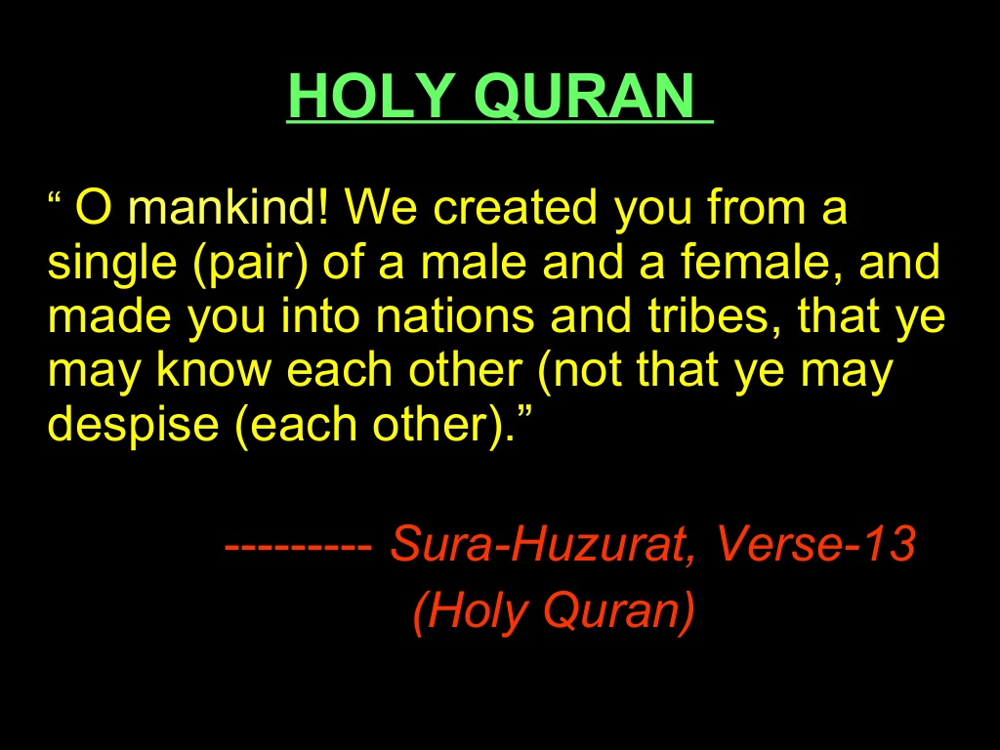 HOLY QURAN
“ O mankind! We created you from a
single (pair) of a male and a female, and
made you into nations and tribes, that ye
may know each other (not that ye may
despise (each other).”
--------- Sura-Huzurat, Verse-13
(Holy Quran)